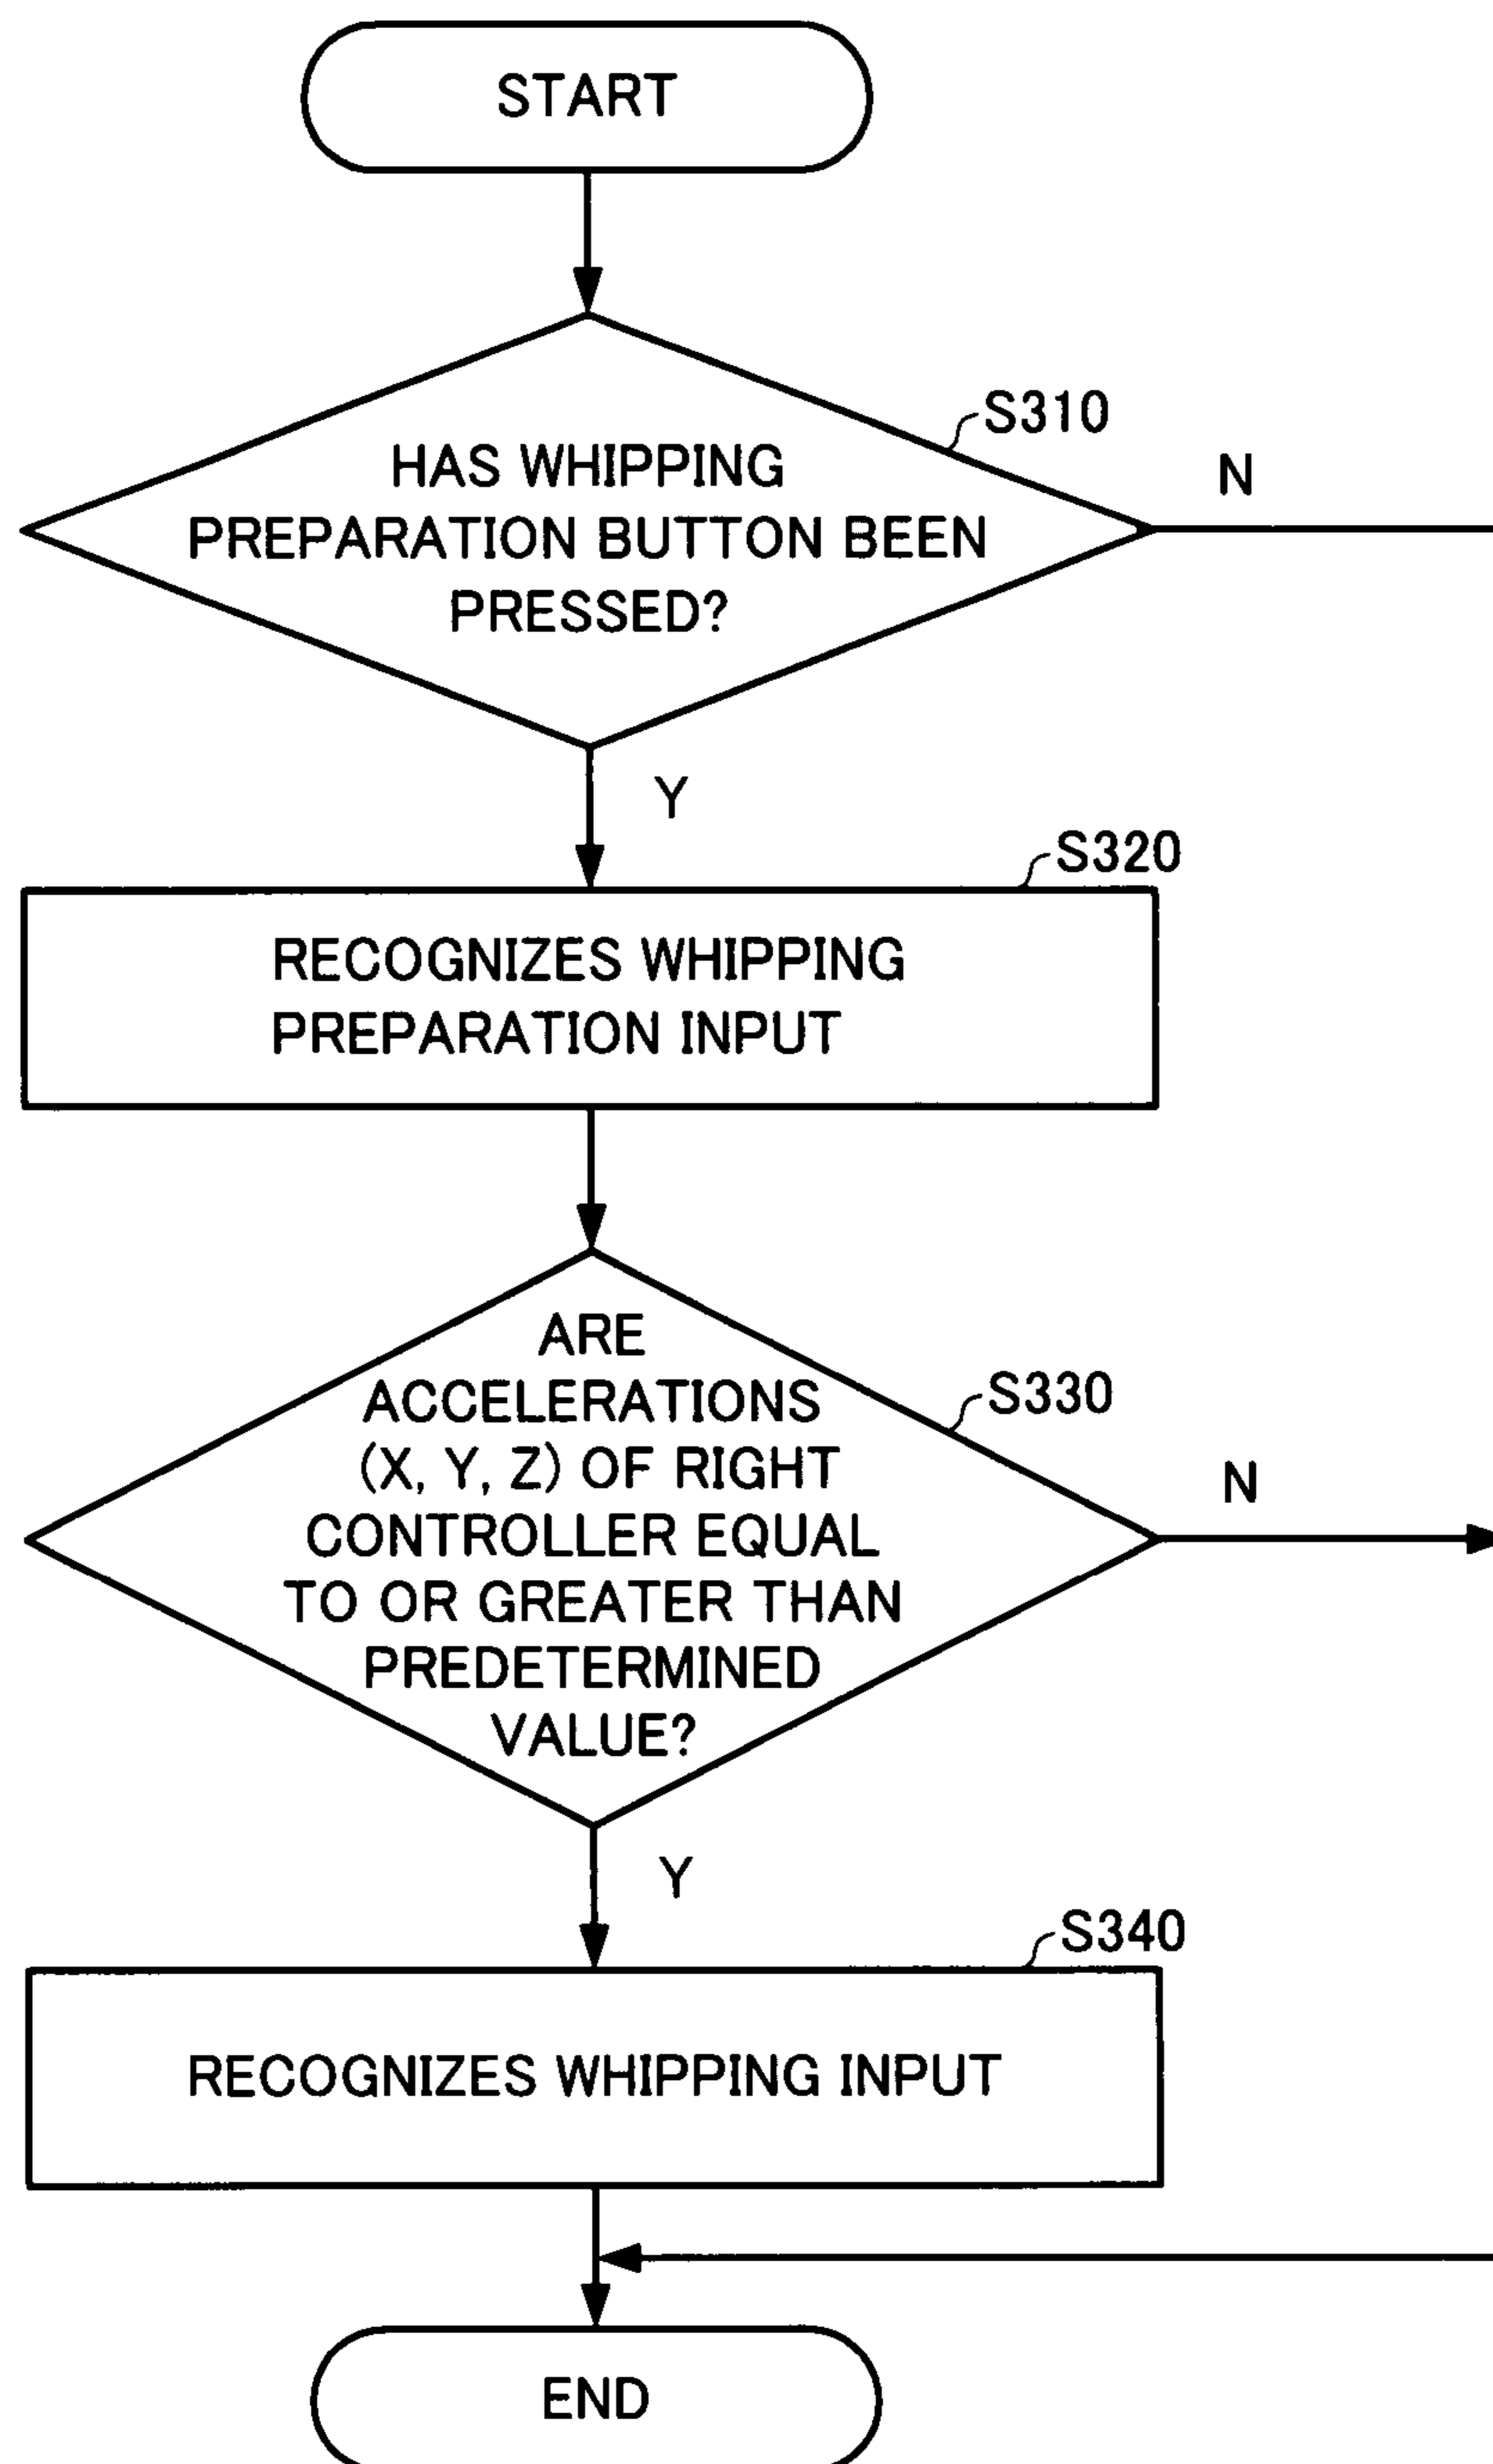 START
S310
HAS WHIPPING
PREPARATION BUTTON BEEN
PRESSED?
N
Y
S320
RECOGNIZES WHIPPING
PREPARATION INPUT
ARE
ACCELERATIONS
(X, Y, Z) OF RIGHT
CONTROLLER EQUAL
TO OR GREATER THAN
PREDETERMINED
VALUE?
S330
N
Y
S340
RECOGNIZES WHIPPING INPUT
END